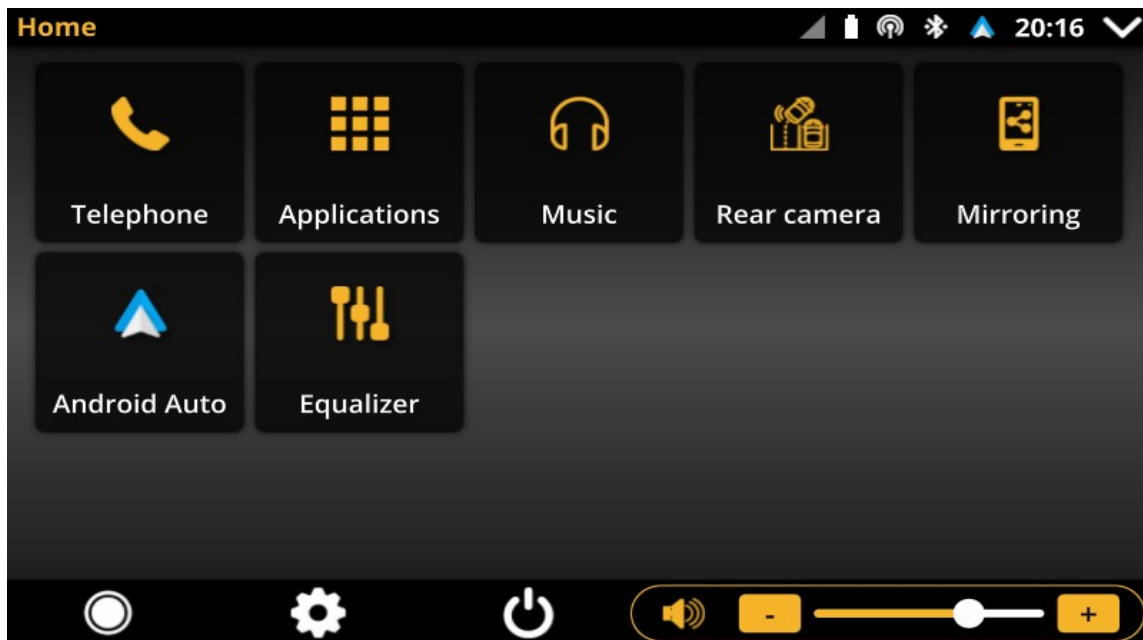 Home
20:16
Telephone
Applications
Music
Rear camera
Mirroring
Android Auto
Equalizer
-
+